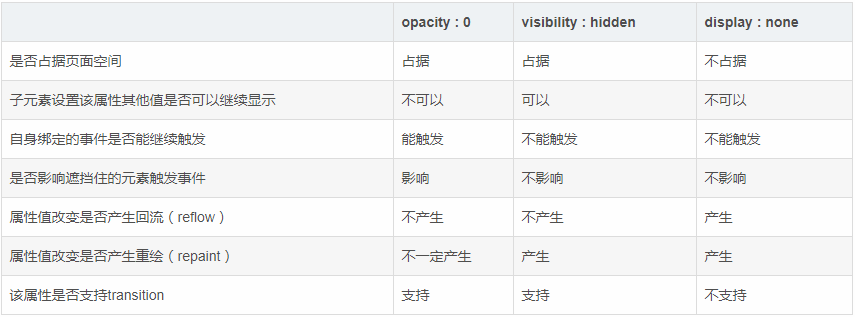 opacity : 0 visibility : hidden display : none
是否占据页面空间 占据 占据 不占据
子元素设置该属性其他值是否可以继续显示 不可以 可以 不可以
自身绑定的事件是否能继续触发 能触发 不能触发 不能触发
是否影响遮挡住的元素触发事件 影响 不影响 不影响
属性值改变是否产生回流（reflow） 不产生 不产生 产生
属性值改变是否产生重绘（repaint） 不一定产生 产生 产生
该属性是否支持transition 支持 支持 不支持